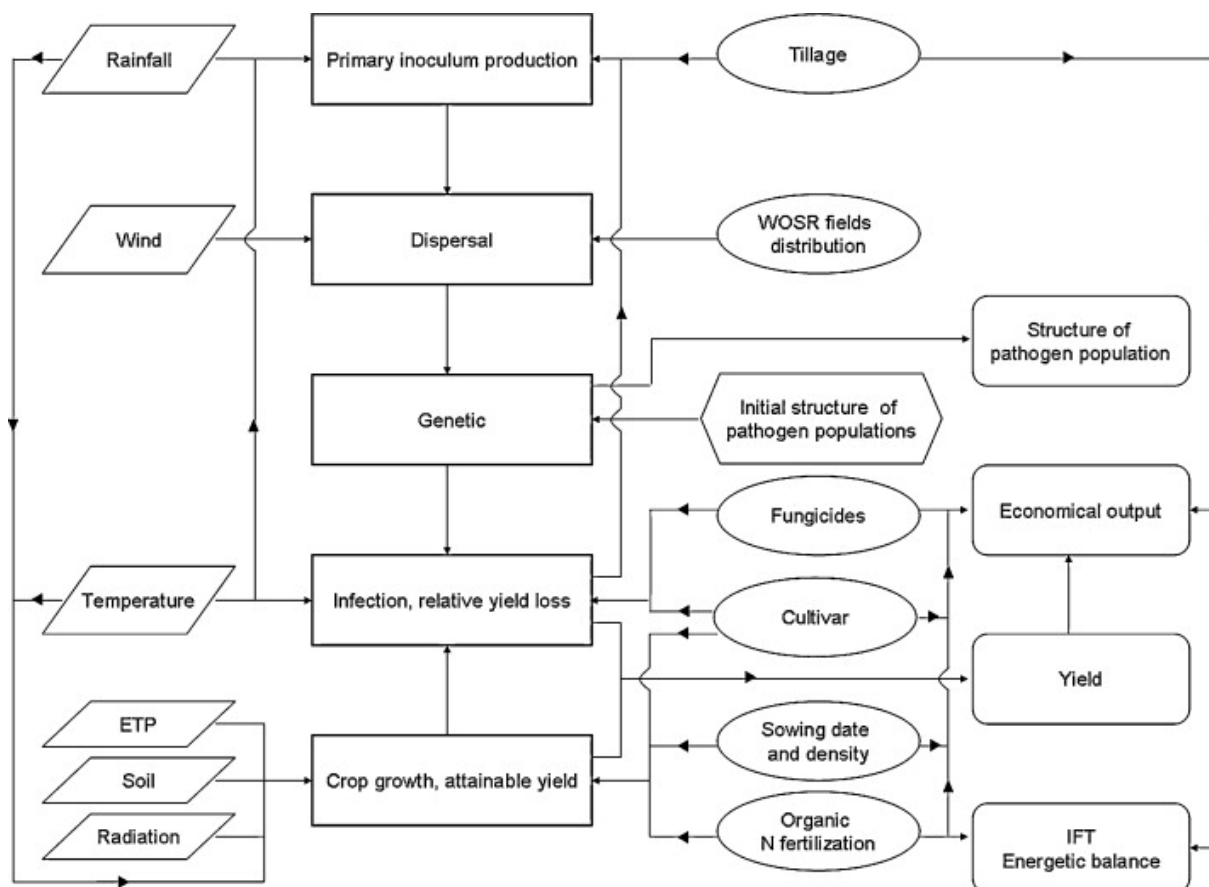 Rainfall
Primary inoculum production
Tillage
Wind
Dispersal
WOSR fields
distribution
Structure of
pathogen population
Genetic
Initial structure of
pathogen populations
Fungicides
Economical output
Temperature
Infection, relative yield loss
Cultivar
Yield
ETP
Sowing date
and density
Soil
Crop growth, attainable yield
Radiation
Organic
N fertilization
IFT
Energetic balance